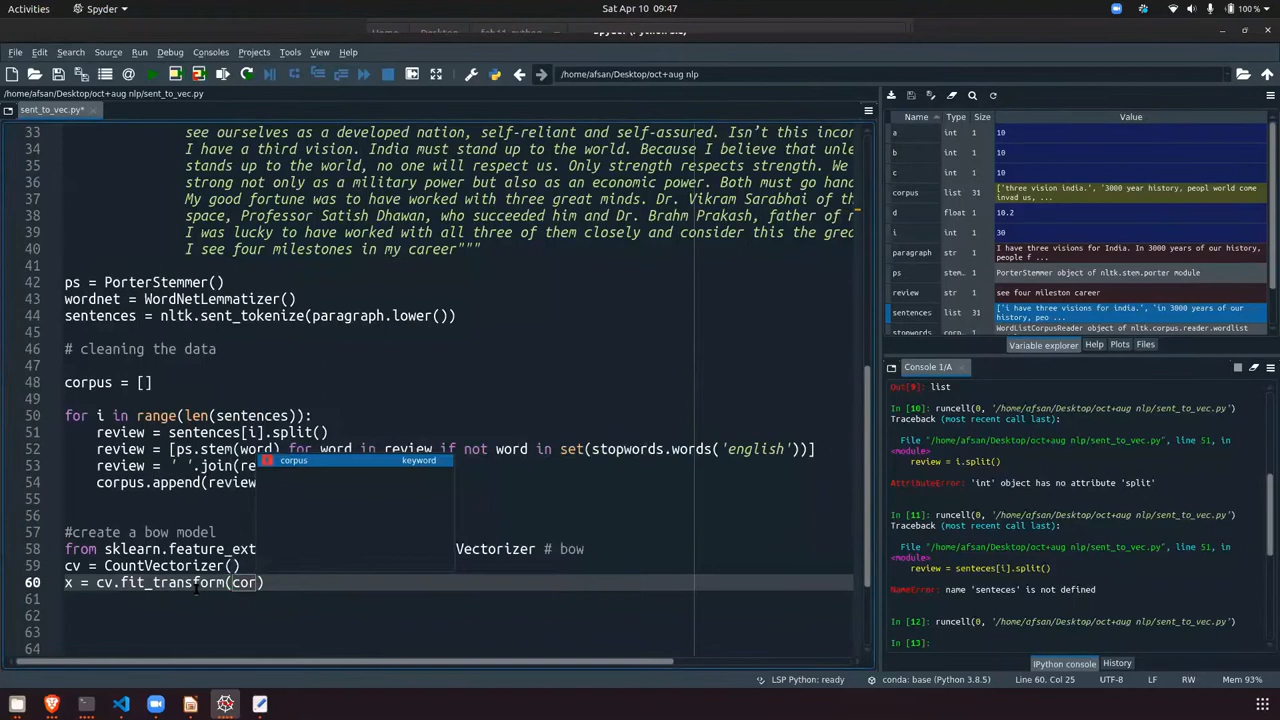 Activities Spyder Sat Apr 10 09:47 100 %
File Edit Search Source Run Debug Consoles Projects Tools View Help
/home/afsan/Desktop/oct+aug nlp
/home/afsan/Desktop/oct+aug nlp/sent_to_vec.py
sent_to_vec.py*
33 see ourselves as a developed nation, self-reliant and self-assured. Isn’t this incor
34 I have a third vision. India must stand up to the world. Because I believe that unle
35 stands up to the world, no one will respect us. Only strength respects strength. We
36 strong not only as a military power but also as an economic power. Both must go hand
37 My good fortune was to have worked with three great minds. Dr. Vikram Sarabhai of th
38 space, Professor Satish Dhawan, who succeeded him and Dr. Brahm Prakash, father of n
39 I was lucky to have worked with all three of them closely and consider this the grea
40 I see four milestones in my career"""
41
42 ps = PorterStemmer()
43 wordnet = WordNetLemmatizer()
44 sentences = nltk.sent_tokenize(paragraph.lower())
45
46 # cleaning the data
47
48 corpus = []
49
50 for i in range(len(sentences)):
51 review = sentences[i].split()
52 review = [ps.stem(word) for word in review if not word in set(stopwords.words('english'))]
53 review = ' '.join(re
54 corpus.append(review
55
56
57 #create a bow model
58 from sklearn.feature_ext Vectorizer # bow
59 cv = CountVectorizer()
60 x = cv.fit_transform(cor)
61
62
63
64
corpus keyword
Name Type Size Value
a int 1 10
b int 1 10
c int 1 10
corpus list 31 ['three vision india.', '3000 year history, peopl world come
invad us, ...
d float 1 10.2
i int 1 30
paragraph str 1 I have three visions for India. In 3000 years of our history,
people f ...
ps stem… 1 PorterStemmer object of nltk.stem.porter module
review str 1 see four mileston career
sentences list 31 ['i have three visions for india.', 'in 3000 years of our
history, peo ...
stopwords corp… 1 WordListCorpusReader object of nltk.corpus.reader.wordlist
Variable explorer Help Plots Files
Console 1/A
Out[9]: list
In [10]: runcell(0, '/home/afsan/Desktop/oct+aug nlp/sent_to_vec.py')
Traceback (most recent call last):
File "/home/afsan/Desktop/oct+aug nlp/sent_to_vec.py", line 51, in
<module>
review = i.split()
AttributeError: 'int' object has no attribute 'split'
In [11]: runcell(0, '/home/afsan/Desktop/oct+aug nlp/sent_to_vec.py')
Traceback (most recent call last):
File "/home/afsan/Desktop/oct+aug nlp/sent_to_vec.py", line 51, in
<module>
review = senteces[i].split()
NameError: name 'senteces' is not defined
In [12]: runcell(0, '/home/afsan/Desktop/oct+aug nlp/sent_to_vec.py')
In [13]:
IPython console History
LSP Python: ready conda: base (Python 3.8.5) Line 60, Col 25 UTF-8 LF RW Mem 93%